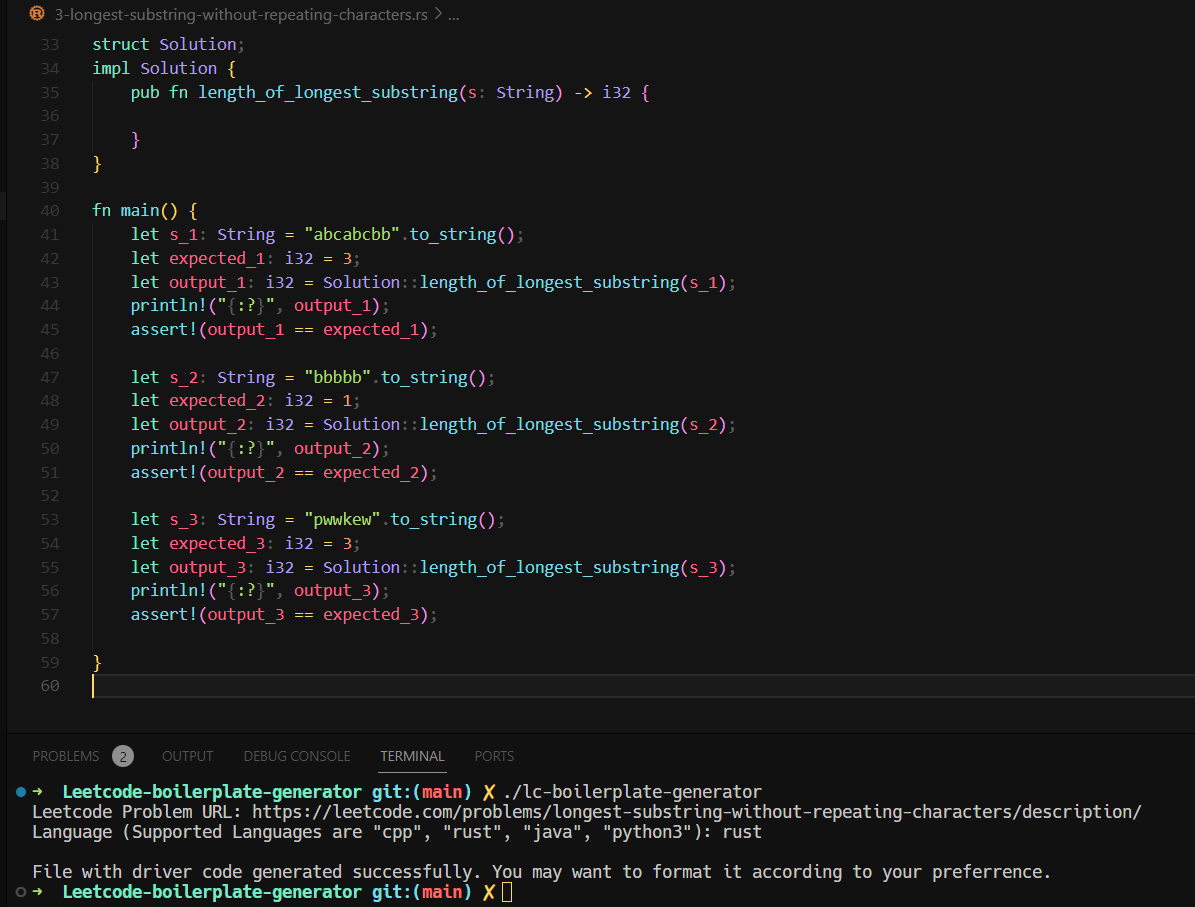 3-longest-substring-without-repeating-characters.rs > ...
33 struct Solution;
34 impl Solution {
35     pub fn length_of_longest_substring(s: String) -> i32 {
36
37     }
38 }
39
40 fn main() {
41     let s_1: String = "abcabcbb".to_string();
42     let expected_1: i32 = 3;
43     let output_1: i32 = Solution::length_of_longest_substring(s_1);
44     println!("{:?}", output_1);
45     assert!(output_1 == expected_1);
46
47     let s_2: String = "bbbbb".to_string();
48     let expected_2: i32 = 1;
49     let output_2: i32 = Solution::length_of_longest_substring(s_2);
50     println!("{:?}", output_2);
51     assert!(output_2 == expected_2);
52
53     let s_3: String = "pwwkew".to_string();
54     let expected_3: i32 = 3;
55     let output_3: i32 = Solution::length_of_longest_substring(s_3);
56     println!("{:?}", output_3);
57     assert!(output_3 == expected_3);
58
59 }
60
PROBLEMS 2 OUTPUT DEBUG CONSOLE TERMINAL PORTS
➜ Leetcode-boilerplate-generator git:(main) ✗ ./lc-boilerplate-generator
Leetcode Problem URL: https://leetcode.com/problems/longest-substring-without-repeating-characters/description/
Language (Supported Languages are "cpp", "rust", "java", "python3"): rust
File with driver code generated successfully. You may want to format it according to your preferrence.
➜ Leetcode-boilerplate-generator git:(main) ✗